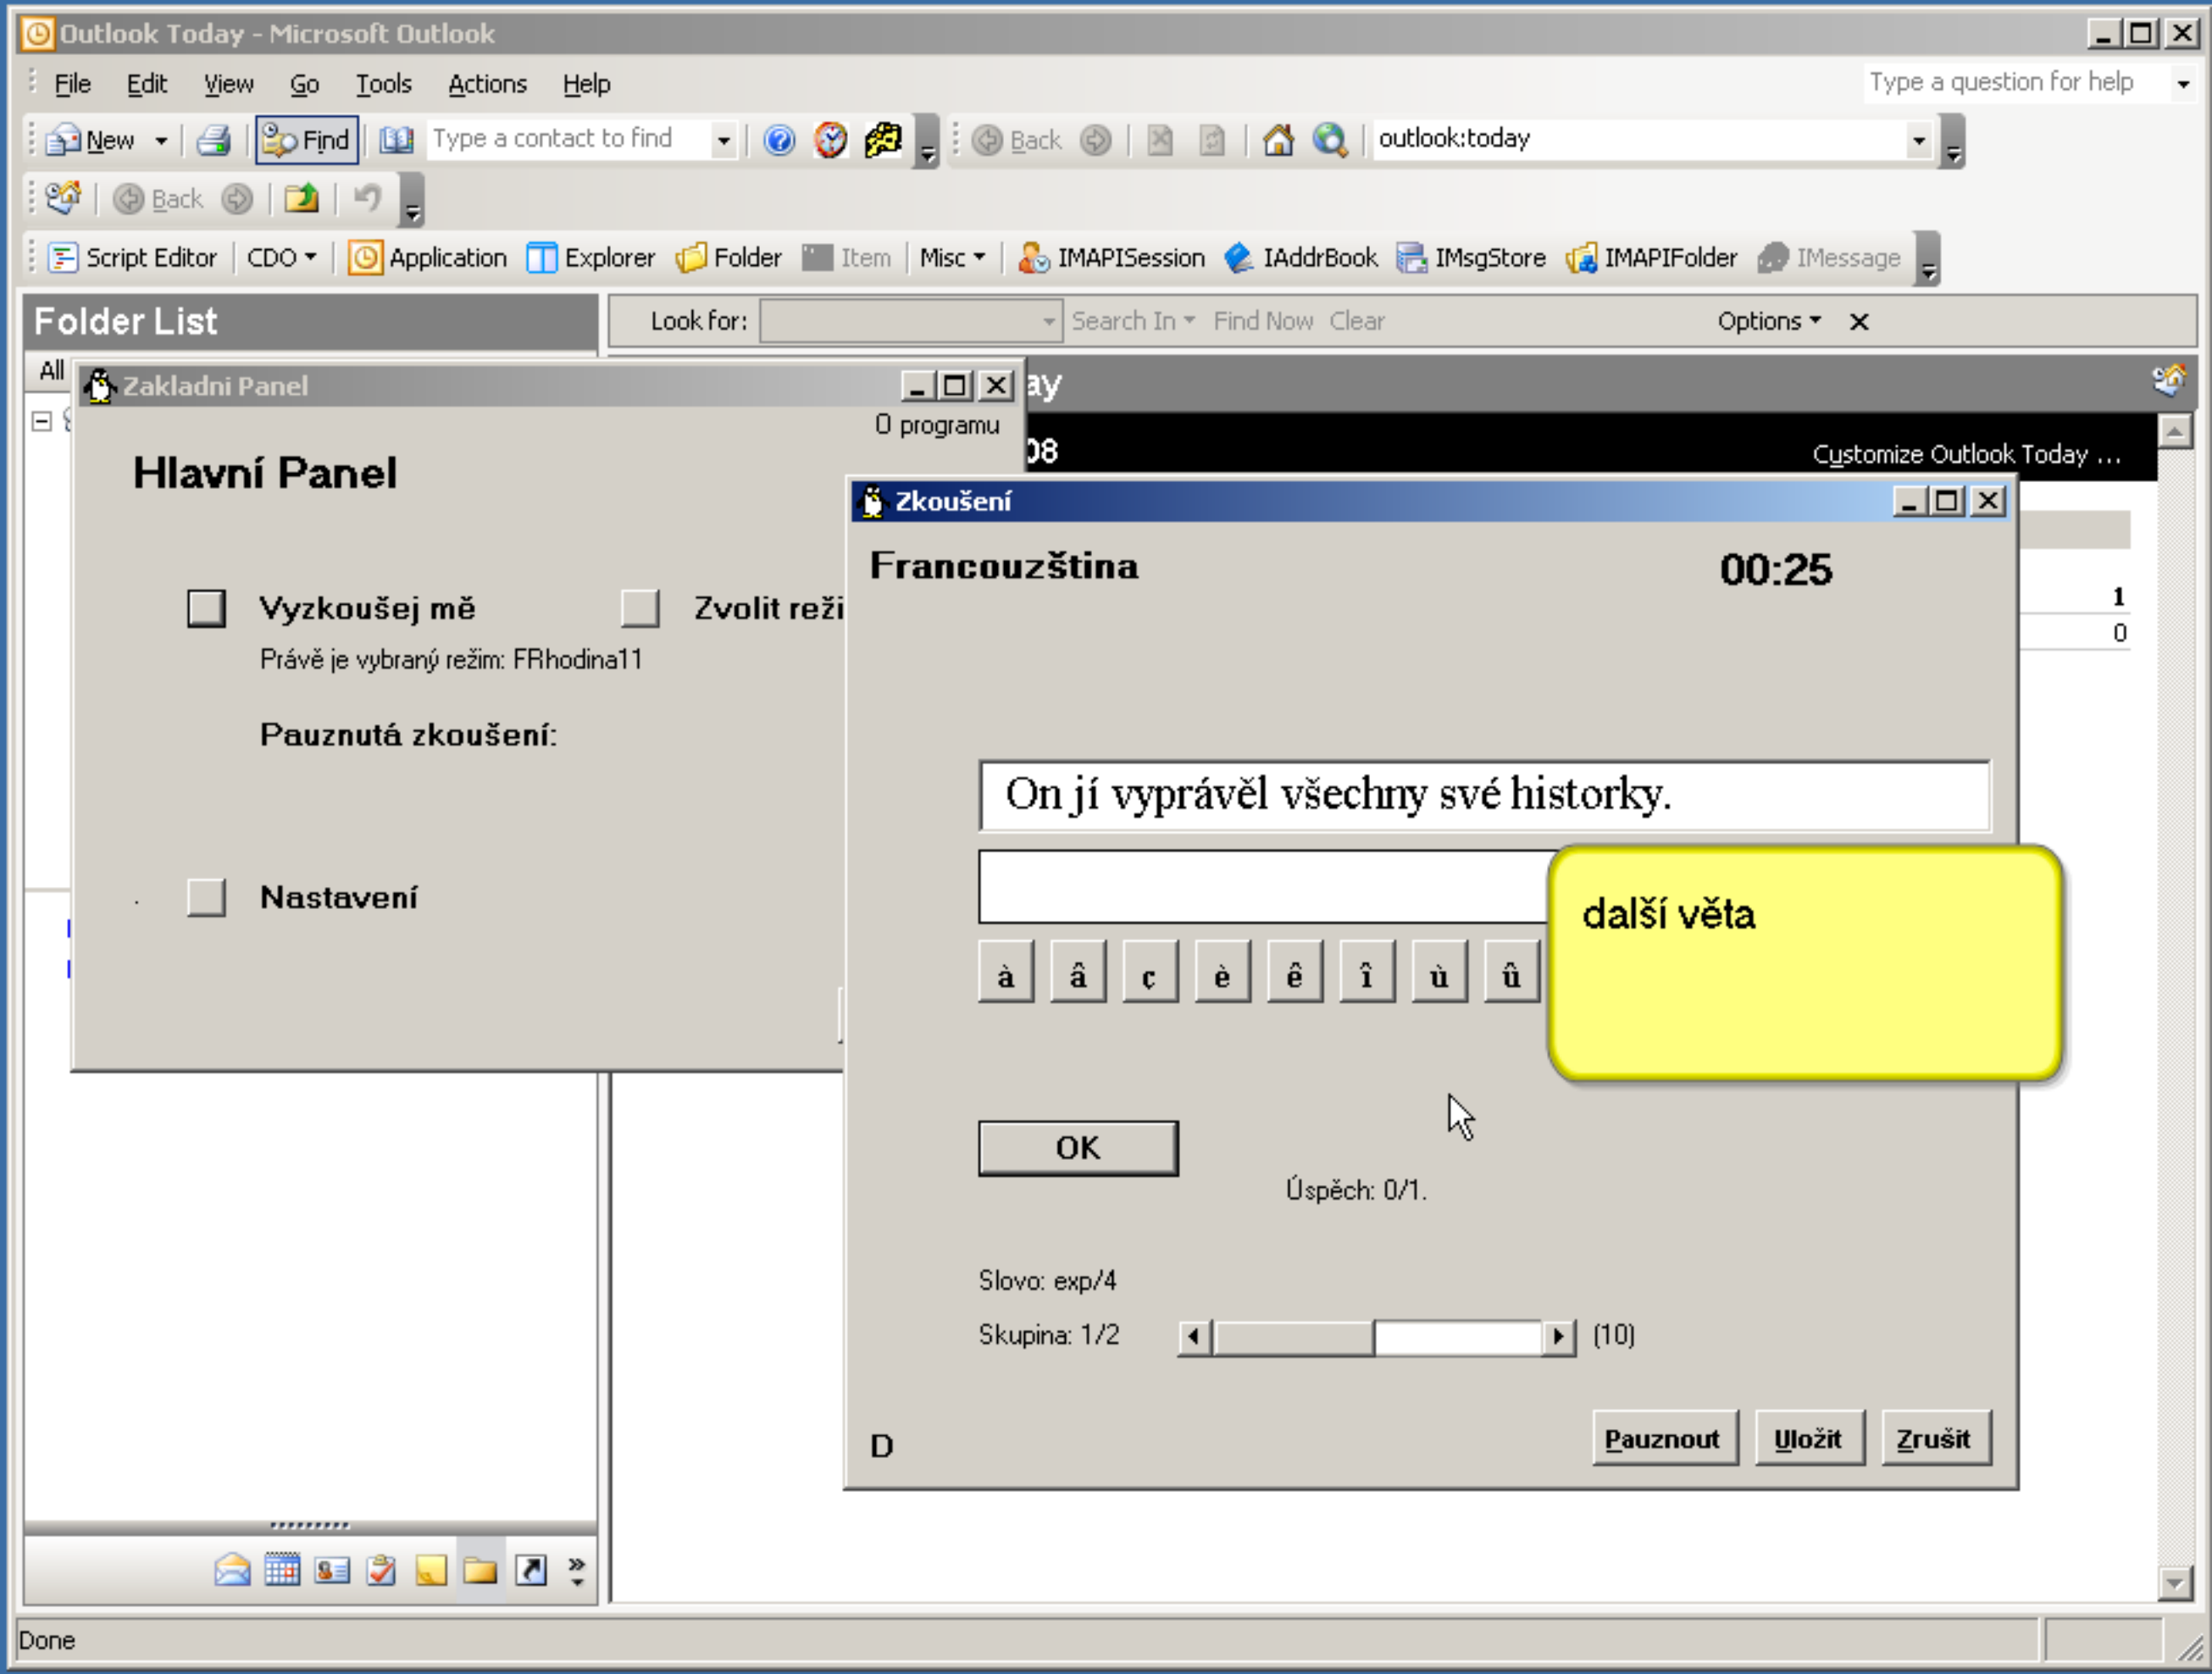 Outlook Today - Microsoft Outlook
File Edit View Go Tools Actions Help
Type a question for help
New Find Type a contact to find Back outlook:today
Back
Script Editor CDO Application Explorer Folder Item Misc IMAPISession IAddrBook IMsgStore IMAPIFolder IMessage
Folder List
Look for: Search In Find Now Clear Options
All
Zakladni Panel
ay
O programu
08
Customize Outlook Today ...
Hlavní Panel
Zkoušení
Francouzština
00:25
Vyzkoušej mě
Zvolit reži
1
0
Právě je vybraný režim: FRhodina11
Pauznutá zkoušení:
On jí vyprávěl všechny své historky.
Nastavení
další věta
à â ç è ê î ù û
OK
Úspěch: 0/1.
Slovo: exp/4
Skupina: 1/2 (10)
D
Pauznout Uložit Zrušit
Done